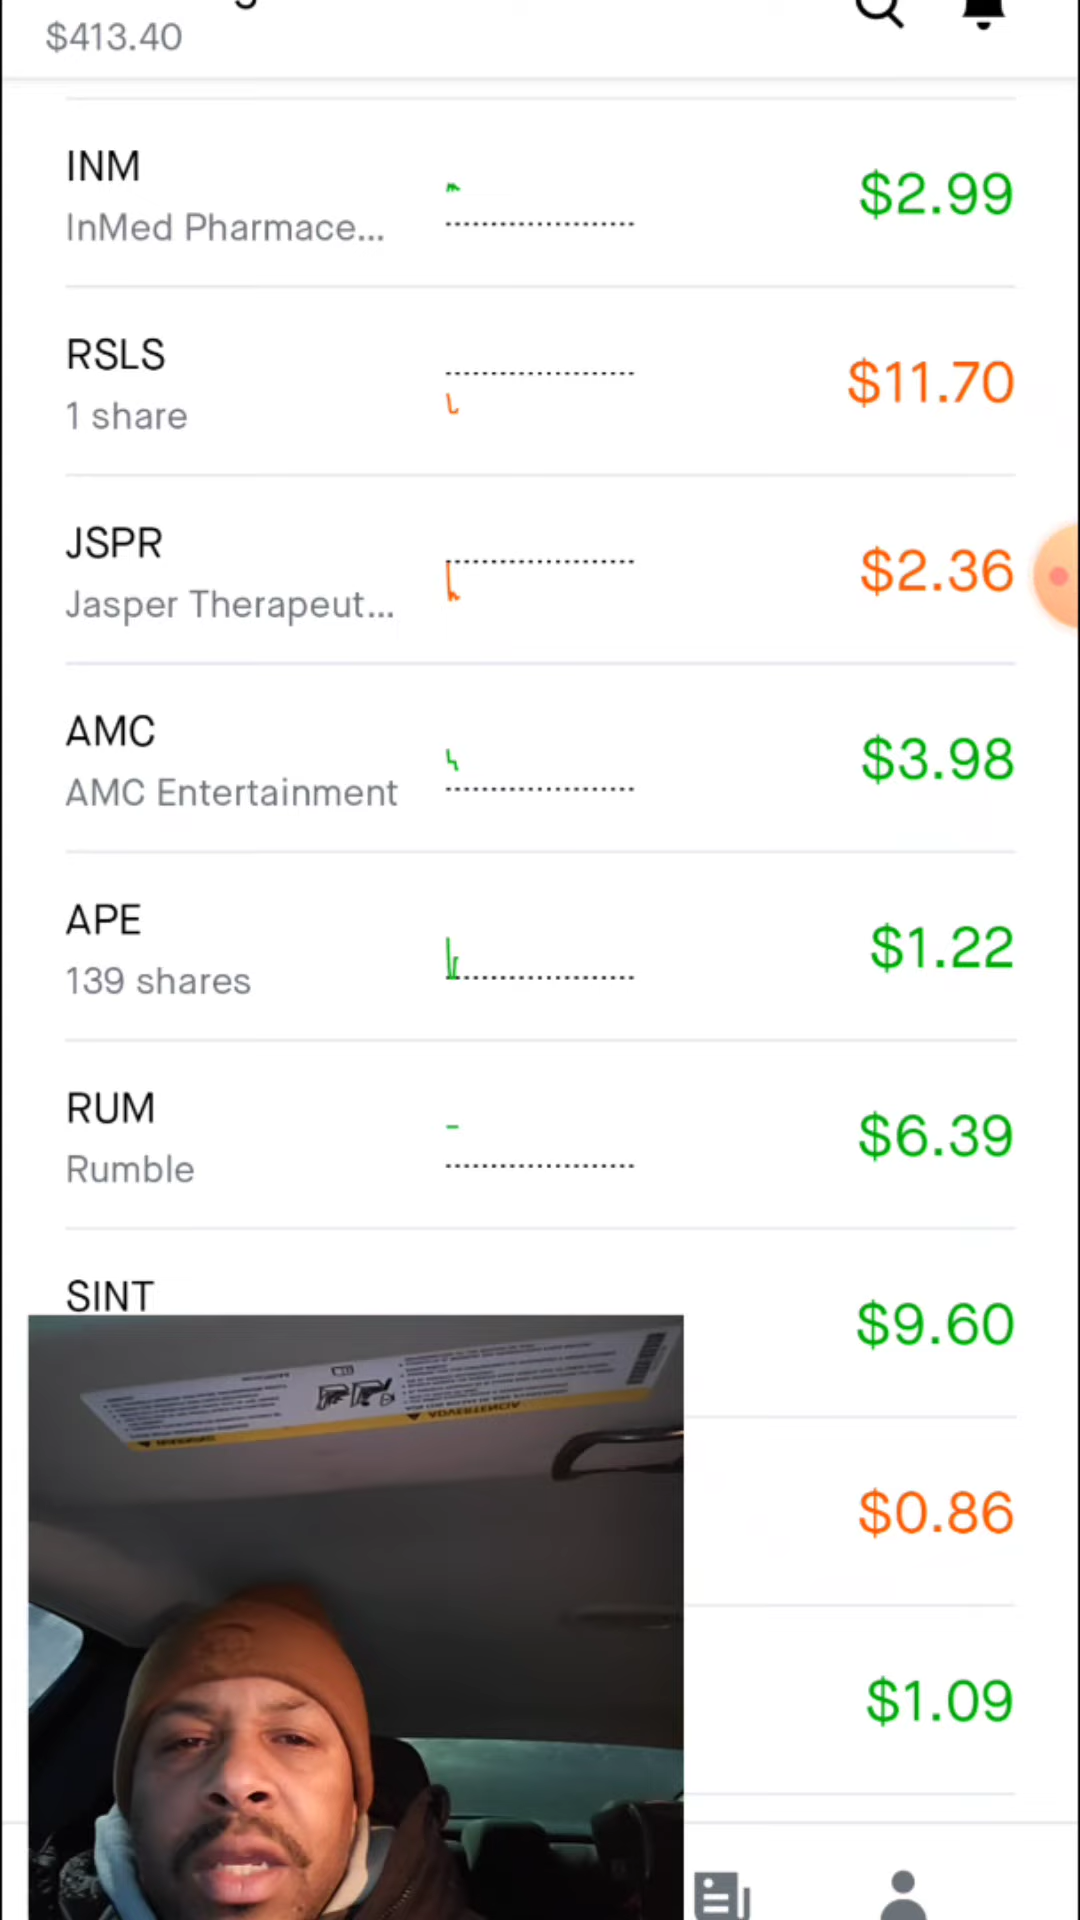 $413.40
INM
$2.99
InMed Pharmace...
RSLS
$11.70
1 share
JSPR
$2.36
Jasper Therapeut...
AMC
$3.98
AMC Entertainment
APE
$1.22
139 shares
RUM
$6.39
Rumble
SINT
$9.60
$0.86
$1.09